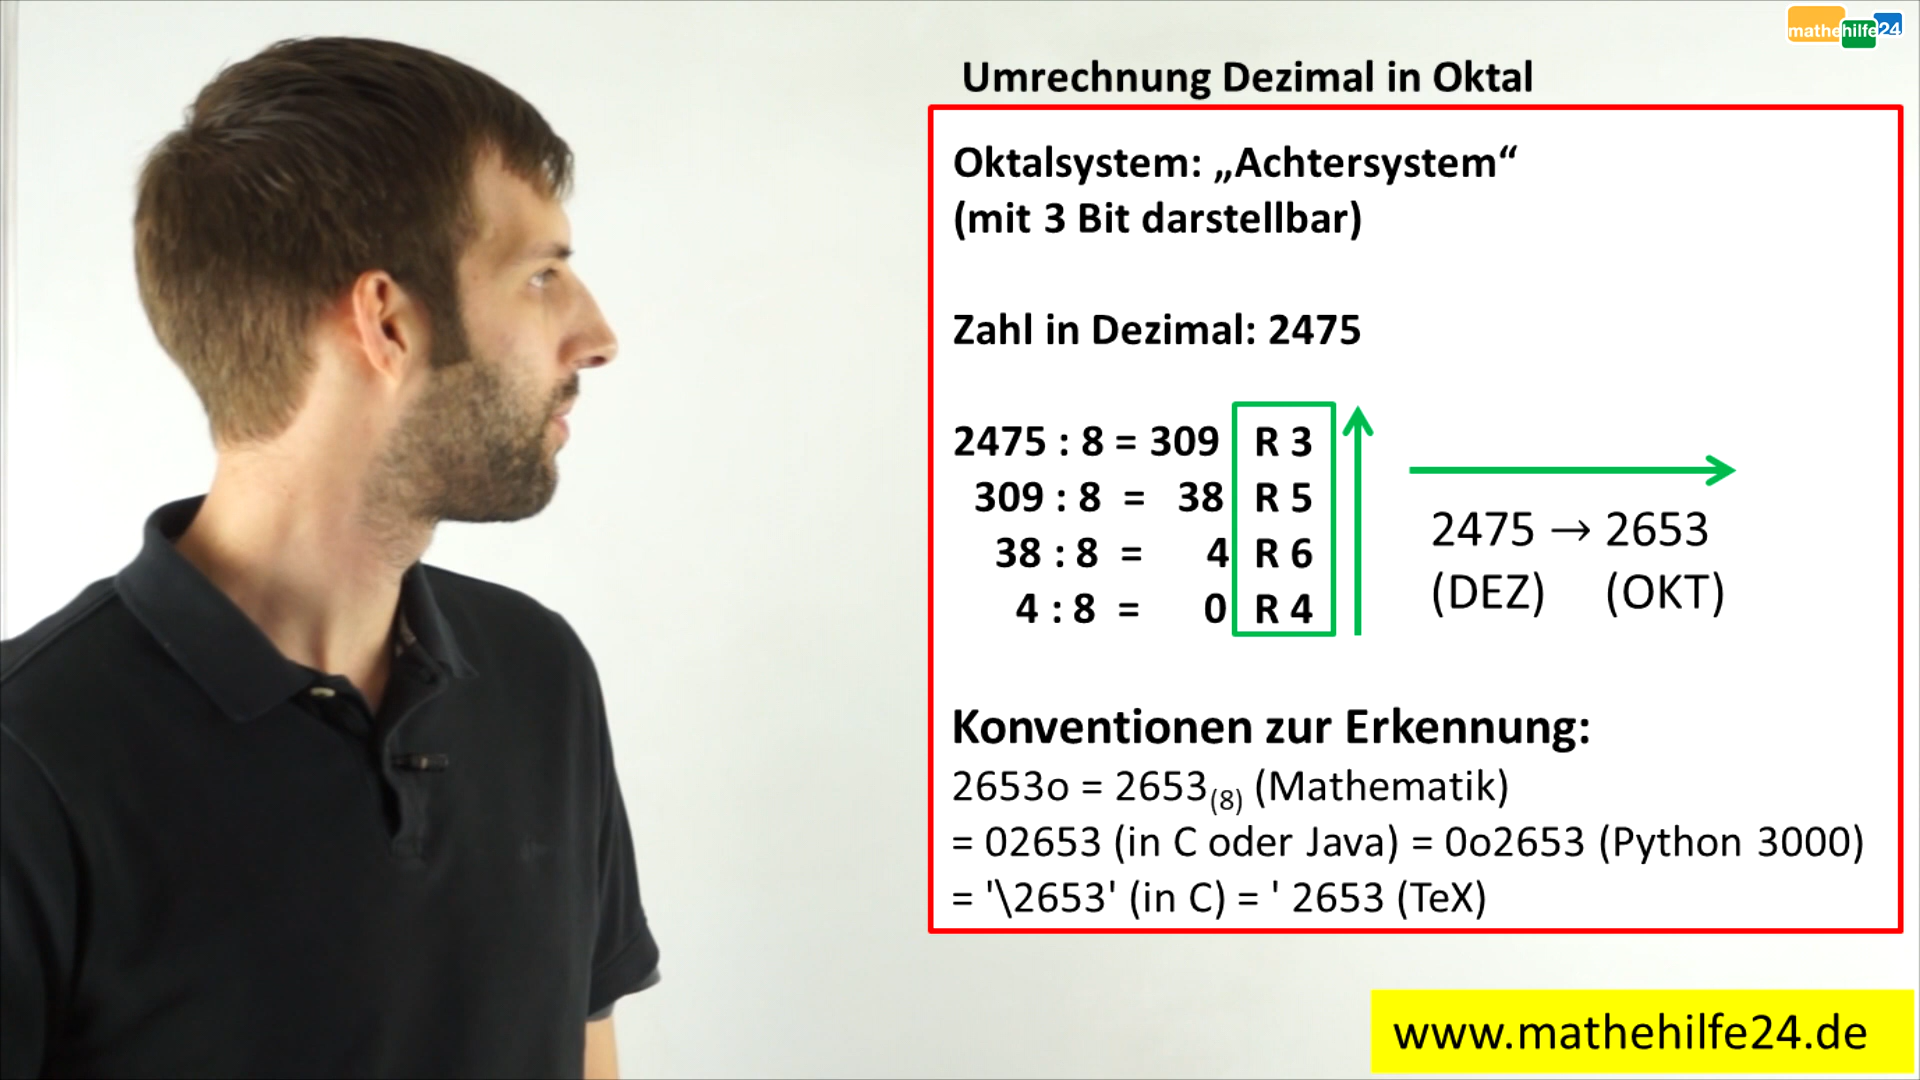 mathehilfe24
Umrechnung Dezimal in Oktal
Oktalsystem: „Achtersystem“
(mit 3 Bit darstellbar)
Zahl in Dezimal: 2475
2475 : 8 = 309 R 3
309 : 8 = 38 R 5
38 : 8 = 4 R 6
4 : 8 = 0 R 4
2475 → 2653
(DEZ) (OKT)
Konventionen zur Erkennung:
2653o = 2653(8) (Mathematik)
= 02653 (in C oder Java) = 0o2653 (Python 3000)
= '\2653' (in C) = ' 2653 (TeX)
www.mathehilfe24.de